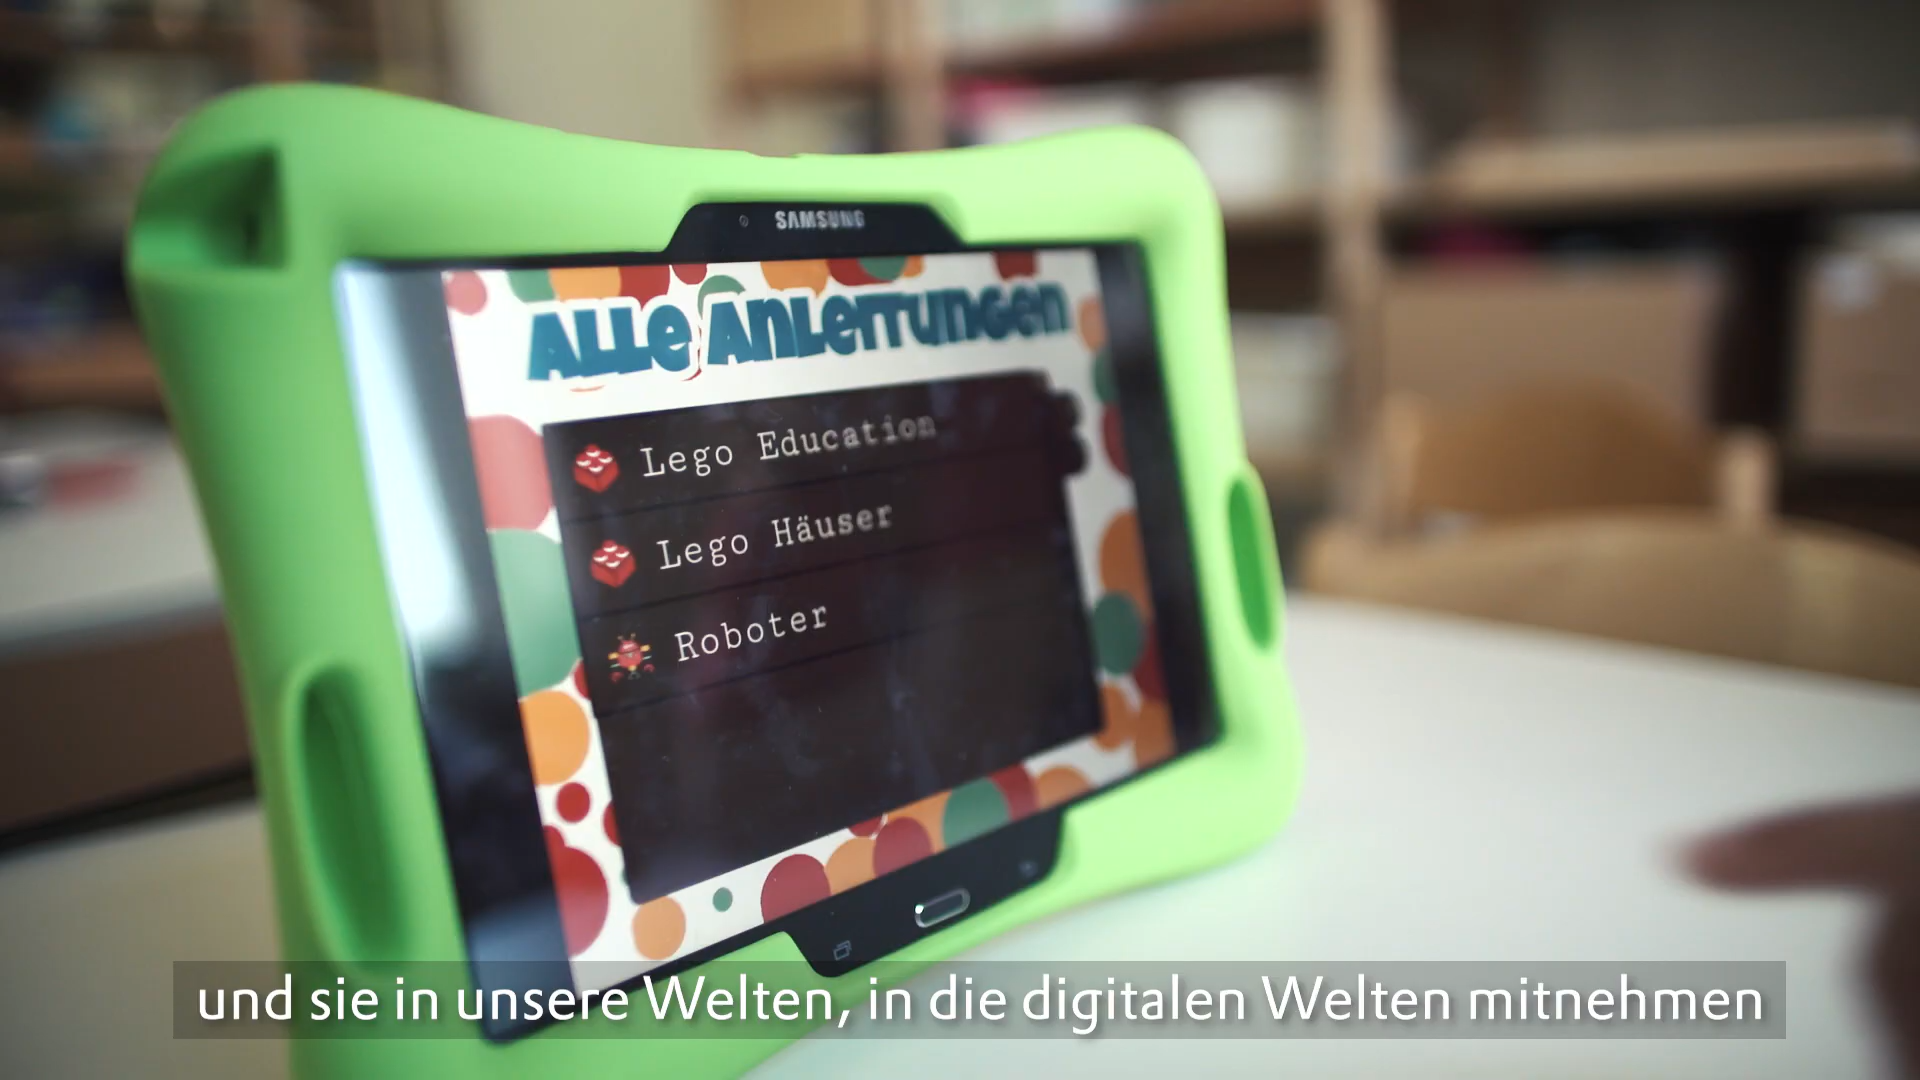 SAMSUNG
Alle Anleitungen
Lego Education
Lego Häuser
Roboter
und sie in unsere Welten, in die digitalen Welten mitnehmen